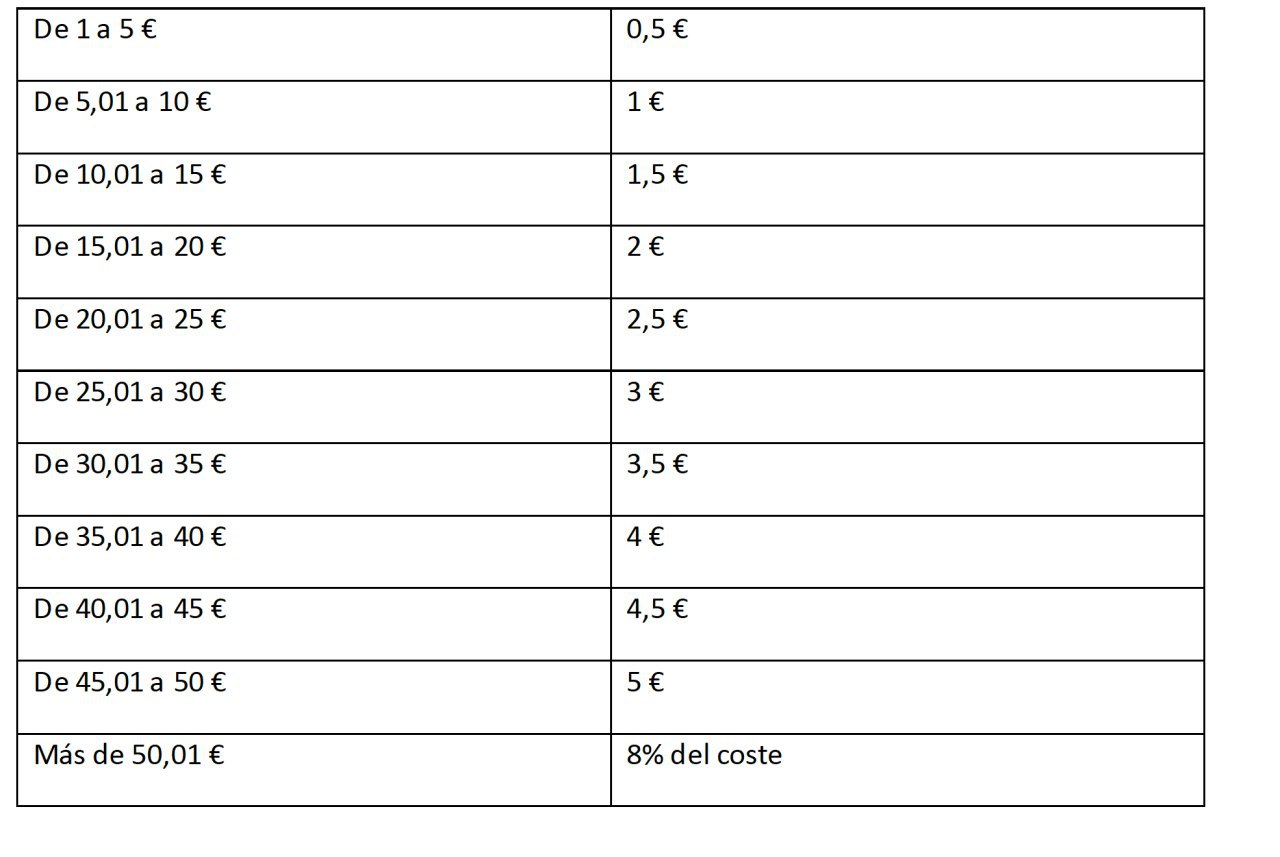 De 1 a 5 € 0,5 €
De 5,01 a 10 € 1 €
De 10,01 a 15 € 1,5 €
De 15,01 a 20 € 2 €
De 20,01 a 25 € 2,5 €
De 25,01 a 30 € 3 €
De 30,01 a 35 € 3,5 €
De 35,01 a 40 € 4 €
De 40,01 a 45 € 4,5 €
De 45,01 a 50 € 5 €
Más de 50,01 € 8% del coste